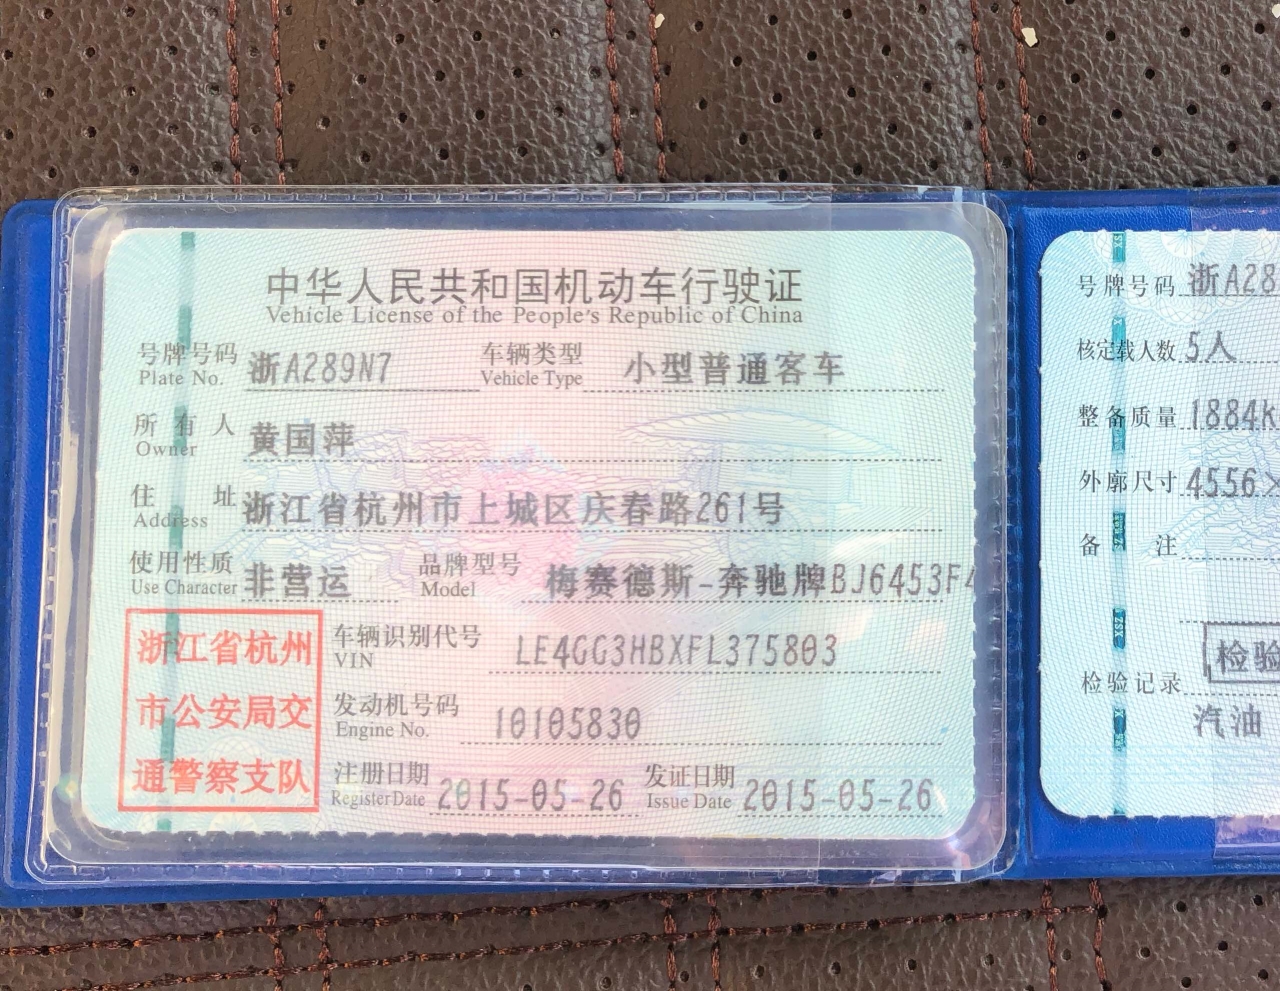 中华人民共和国机动车行驶证
Vehicle License of the People's Republic of China
号牌号码 浙A289N7 车辆类型 小型普通客车
Plate No. Vehicle Type
所有人 黄国萍
Owner
住址 浙江省杭州市上城区庆春路261号
Address
使用性质 非营运 品牌型号 梅赛德斯-奔驰牌BJ6453F4
Use Character Model
浙江省杭州
市公安局交
通警察支队
车辆识别代号 LE4GG3HBXFL375803
VIN
发动机号码 10105830
Engine No.
注册日期 2015-05-26 发证日期 2015-05-26
Register Date Issue Date
号牌号码 浙A28
核定载人数 5人
整备质量 1884k
外廓尺寸 4556×
备注
检验
检验记录
汽油